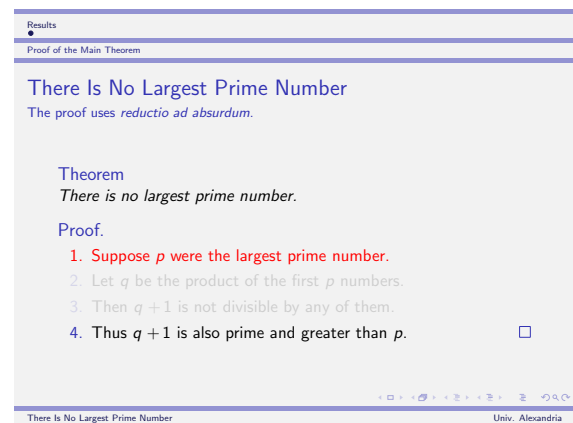 Results
Proof of the Main Theorem
There Is No Largest Prime Number
The proof uses reductio ad absurdum.
Theorem
There is no largest prime number.
Proof.
1. Suppose p were the largest prime number.
2. Let q be the product of the first p numbers.
3. Then q + 1 is not divisible by any of them.
4. Thus q + 1 is also prime and greater than p.
There Is No Largest Prime Number Univ. Alexandria